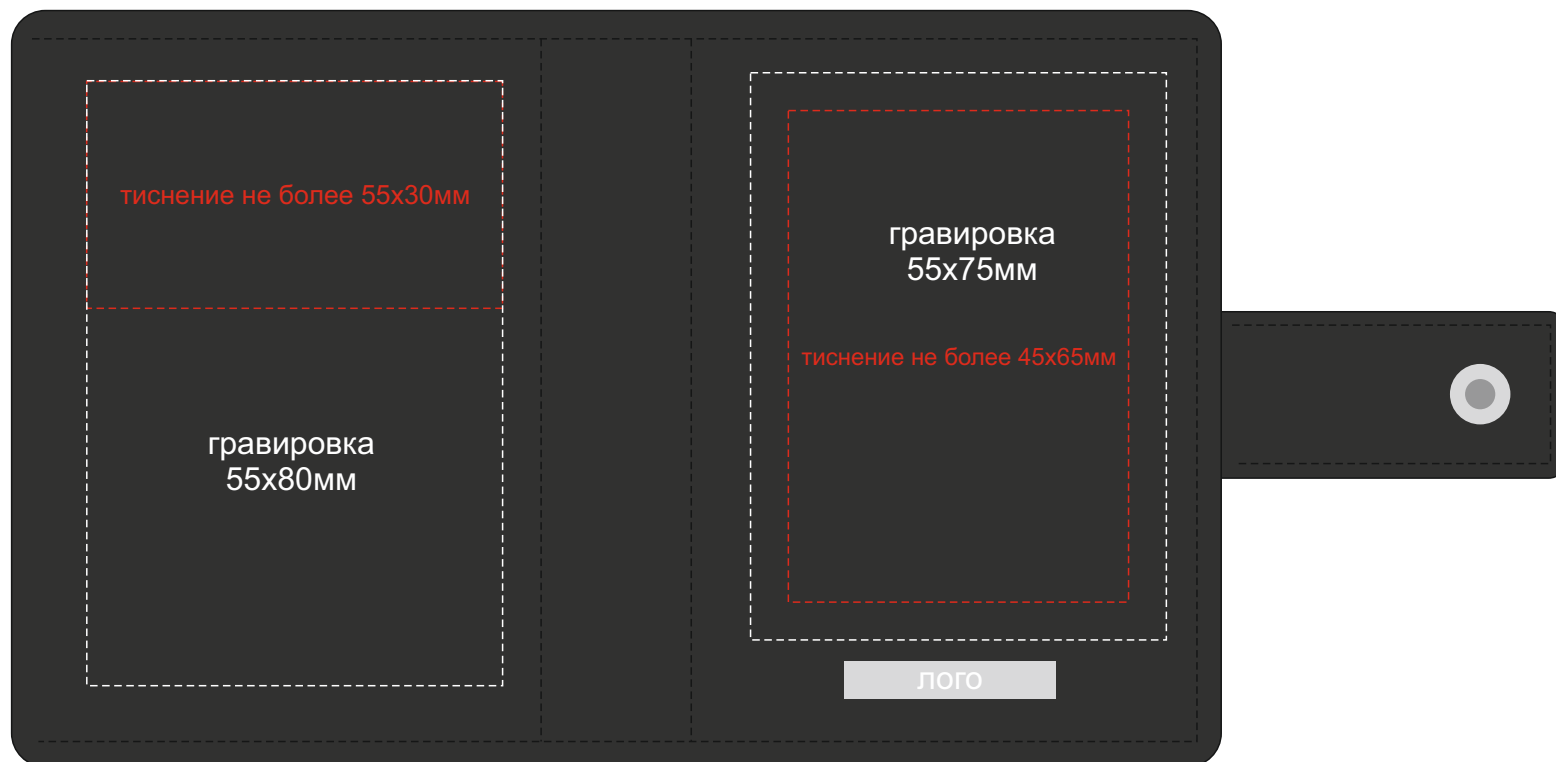 тиснение не более 55х30мм
гравировка
55х80мм
гравировка
55х75мм
тиснение не более 45х65мм
лого